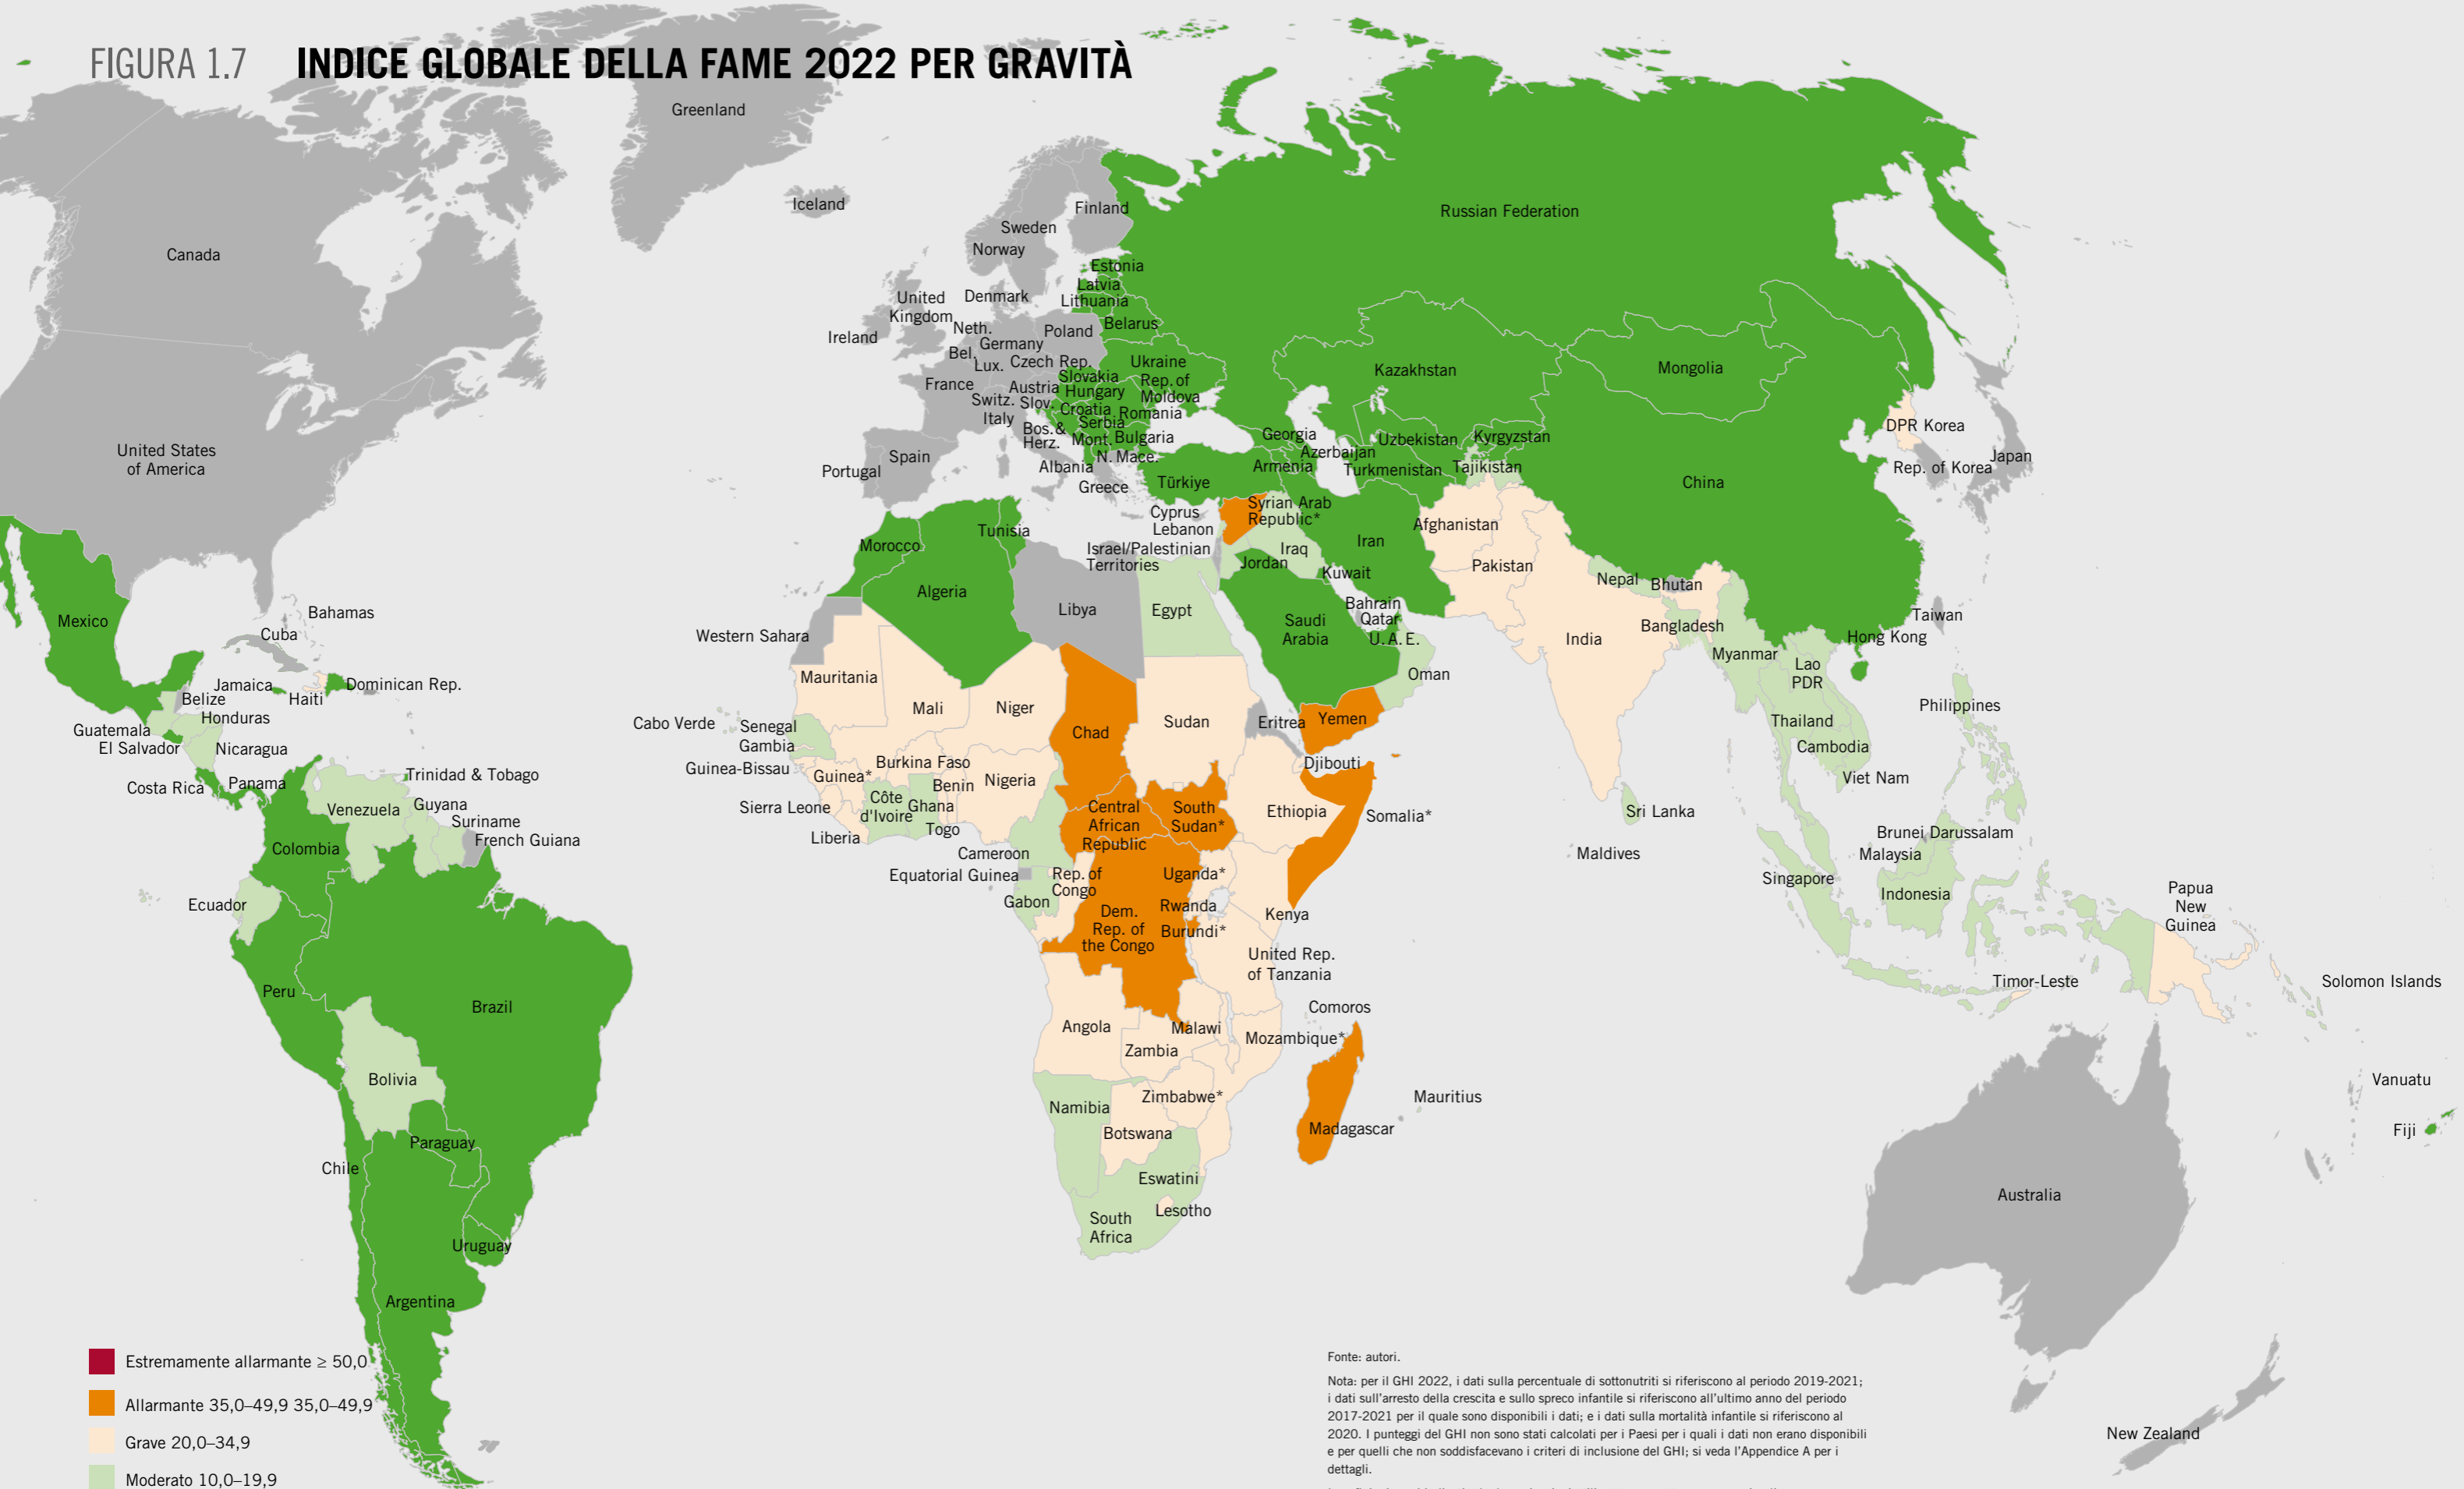 FIGURA 1.7 INDICE GLOBALE DELLA FAME 2022 PER GRAVITÀ
Greenland
Iceland
Canada
United States
of America
Mexico
Bahamas
Cuba
Jamaica
Haiti
Dominican Rep.
Belize
Honduras
Guatemala
El Salvador
Nicaragua
Costa Rica
Panama
Trinidad & Tobago
Venezuela
Guyana
Suriname
French Guiana
Colombia
Ecuador
Peru
Brazil
Bolivia
Paraguay
Chile
Uruguay
Argentina
Finland
Sweden
Norway
Estonia
Latvia
Lithuania
Denmark
United
Kingdom
Ireland
Neth.
Germany
Poland
Belarus
Bel.
Lux.
Czech Rep.
Ukraine
Slovakia
France
Austria
Hungary
Rep. of
Moldova
Switz.
Slov.
Croatia
Romania
Italy
Serbia
Bos.&
Herz.
Mont.
Bulgaria
N. Mace.
Albania
Greece
Spain
Portugal
Russian Federation
Kazakhstan
Mongolia
Georgia
Azerbaijan
Armenia
Uzbekistan
Kyrgyzstan
Turkmenistan
Tajikistan
Türkiye
China
DPR Korea
Rep. of Korea
Japan
Cyprus
Lebanon
Syrian Arab
Republic*
Israel/Palestinian
Territories
Iraq
Jordan
Kuwait
Iran
Afghanistan
Pakistan
Bahrain
Qatar
U.A.E.
Saudi
Arabia
Oman
Yemen
Nepal
Bhutan
India
Bangladesh
Myanmar
Lao
PDR
Hong Kong
Taiwan
Thailand
Cambodia
Viet Nam
Philippines
Sri Lanka
Maldives
Brunei Darussalam
Malaysia
Singapore
Indonesia
Timor-Leste
Papua
New
Guinea
Solomon Islands
Vanuatu
Fiji
Australia
New Zealand
Morocco
Tunisia
Algeria
Libya
Egypt
Western Sahara
Mauritania
Mali
Niger
Chad
Sudan
Eritrea
Djibouti
Cabo Verde
Senegal
Gambia
Guinea-Bissau
Guinea*
Burkina Faso
Benin
Nigeria
Sierra Leone
Côte
d'Ivoire
Ghana
Togo
Liberia
Cameroon
Central
African
Republic
South
Sudan*
Ethiopia
Somalia*
Equatorial Guinea
Rep. of
Congo
Gabon
Uganda*
Rwanda
Burundi*
Kenya
Dem.
Rep. of
the Congo
United Rep.
of Tanzania
Comoros
Angola
Malawi
Zambia
Mozambique*
Zimbabwe*
Namibia
Botswana
Madagascar
Mauritius
Eswatini
Lesotho
South
Africa
Estremamente allarmante ≥ 50,0
Allarmante 35,0–49,9 35,0–49,9
Grave 20,0–34,9
Moderato 10,0–19,9
Fonte: autori.
Nota: per il GHI 2022, i dati sulla percentuale di sottonutriti si riferiscono al periodo 2019-2021;
i dati sull'arresto della crescita e sullo spreco infantile si riferiscono all'ultimo anno del periodo
2017-2021 per il quale sono disponibili i dati; e i dati sulla mortalità infantile si riferiscono al
2020. I punteggi del GHI non sono stati calcolati per i Paesi per i quali i dati non erano disponibili
e per quelli che non soddisfacevano i criteri di inclusione del GHI; si veda l'Appendice A per i
dettagli.